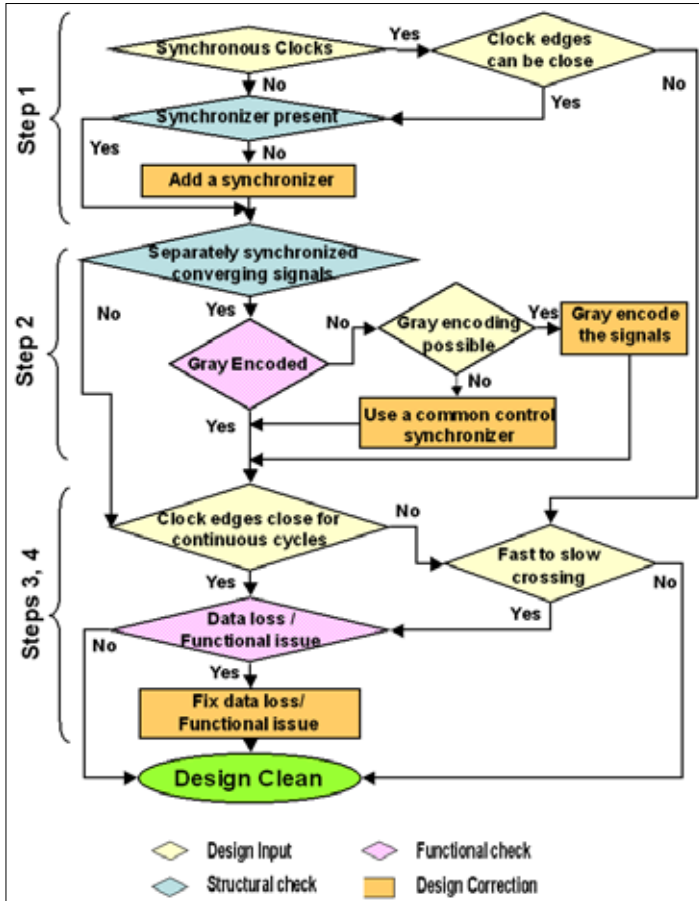 Step 1
Synchronous Clocks
Yes
Clock edges
can be close
No
No
Yes
Synchronizer present
Yes
No
Add a synchronizer
Step 2
Separately synchronized
converging signals
No
Yes
Gray Encoded
No
Gray encoding
possible
Yes
Gray encode
the signals
No
Use a common control
synchronizer
Yes
Steps 3, 4
Clock edges close for
continuous cycles
No
Fast to slow
crossing
No
Yes
Yes
Data loss /
Functional issue
No
Yes
Fix data loss/
Functional issue
Design Clean
Design Input
Functional check
Structural check
Design Correction